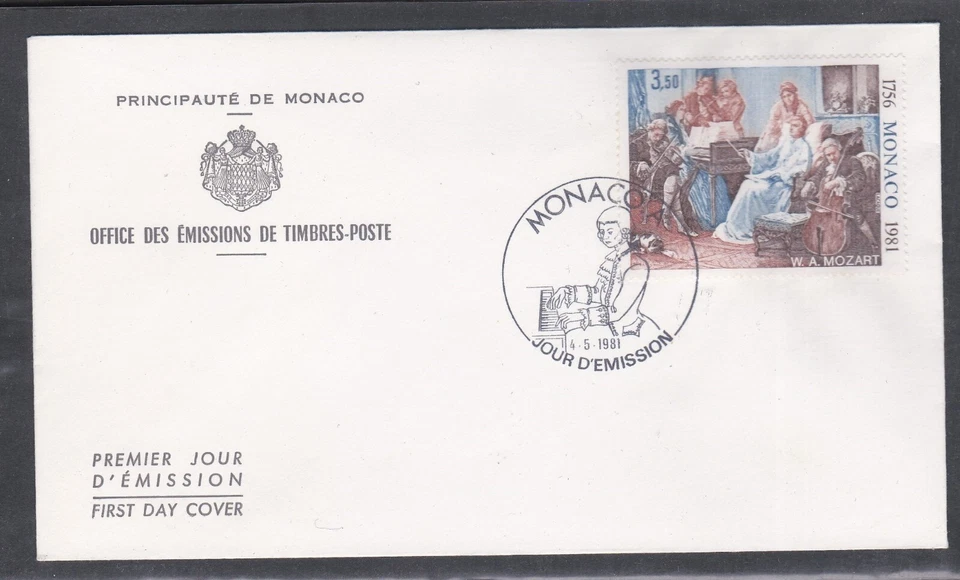 PRINCIPAUTÉ DE MONACO
OFFICE DES ÉMISSIONS DE TIMBRES-POSTE
3,50
1756 MONACO 1981
W. A. MOZART
MONACO A
4-5-1981
JOUR D'EMISSION
PREMIER JOUR
D'ÉMISSION
FIRST DAY COVER